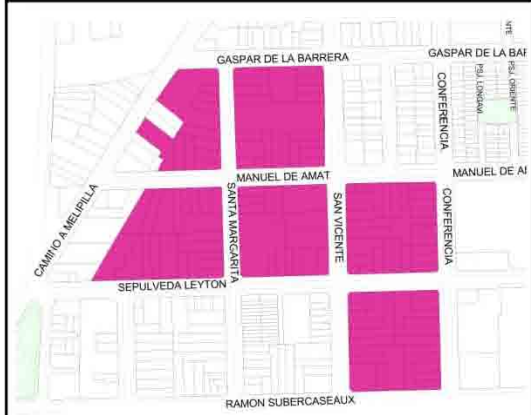 GASPAR DE LA BARRERA
GASPAR DE LA BAR
PSJ. LONGAVI
PSJ. ORIENTE
NTE
CONFERENCIA
MANUEL DE AMAT
MANUEL DE A
CAMINO A MELIPILLA
SANTA MARGARITA
SAN VICENTE
CONFERENCIA
SEPULVEDA LEYTON
RAMON SUBERCASEAUX